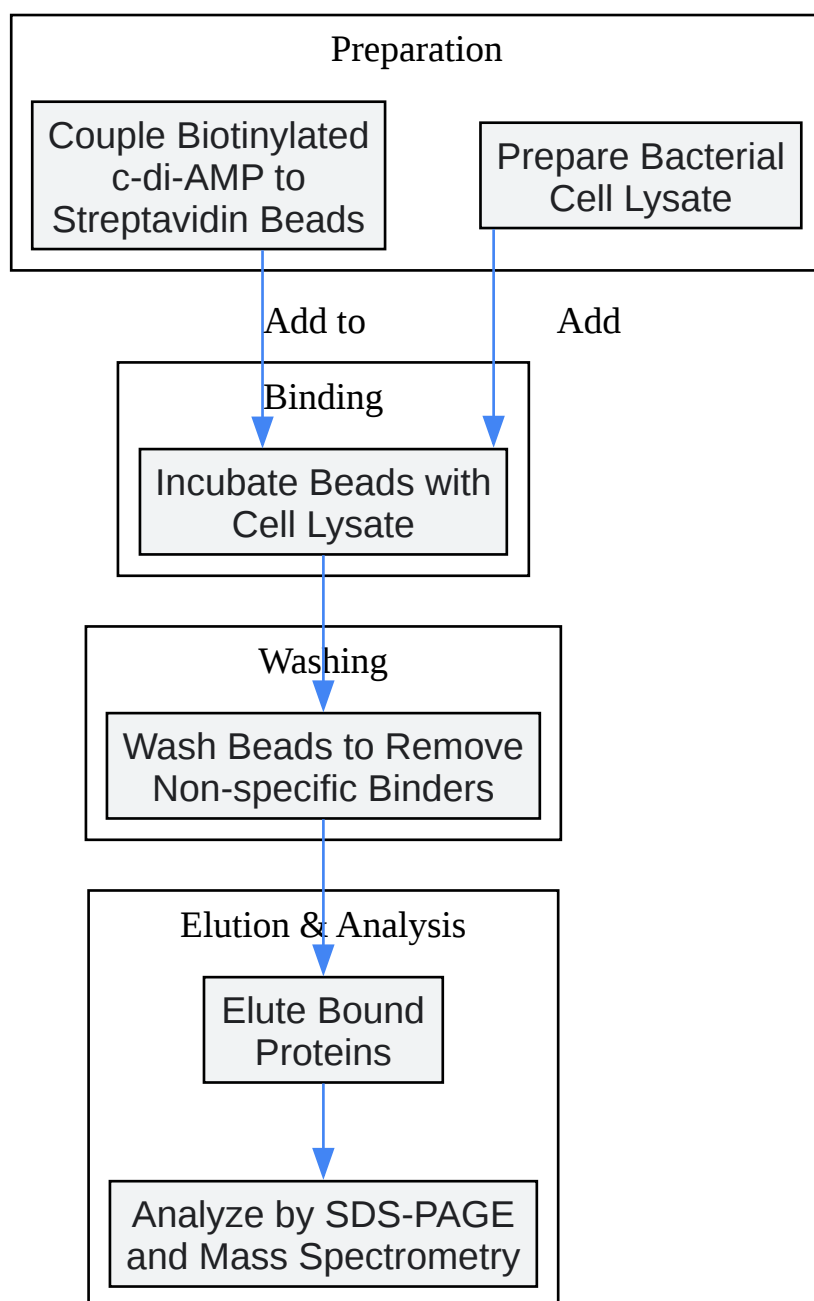 Preparation
Couple Biotinylated
c-di-AMP to
Streptavidin Beads
Prepare Bacterial
Cell Lysate
Add to
Add
Binding
Incubate Beads with
Cell Lysate
Washing
Wash Beads to Remove
Non-specific Binders
Elution & Analysis
Elute Bound
Proteins
Analyze by SDS-PAGE
and Mass Spectrometry